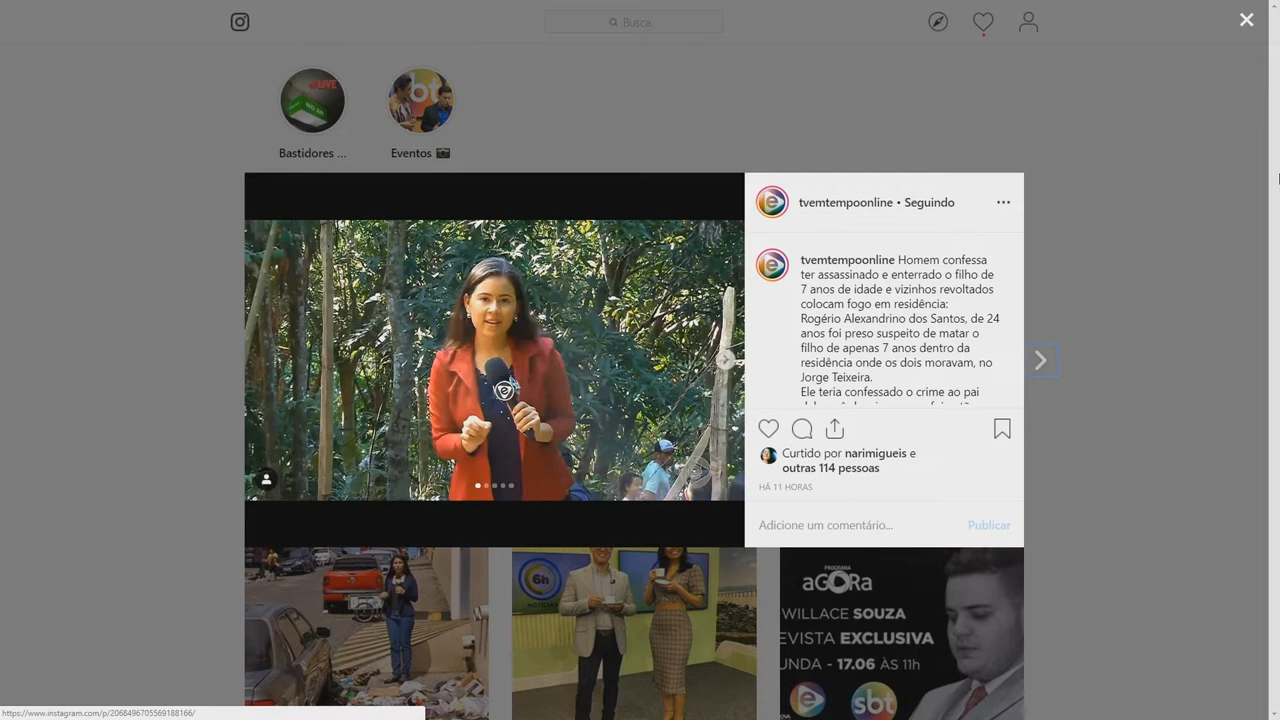 Busca
LIVE
bt
Bastidores ...
Eventos
tvemtempoonline • Seguindo
tvemtempoonline Homem confessa
ter assassinado e enterrado o filho de
7 anos de idade e vizinhos revoltados
colocam fogo em residência:
Rogério Alexandrino dos Santos, de 24
anos foi preso suspeito de matar o
filho de apenas 7 anos dentro da
residência onde os dois moravam, no
Jorge Teixeira.
Ele teria confessado o crime ao pai
Curtido por narimigueis e
outras 114 pessoas
HÁ 11 HORAS
Adicione um comentário...
Publicar
6h
NOTÍCIAS
PROGRAMA
aGORA
WILLACE SOUZA
EVISTA EXCLUSIVA
UNDA - 17.06 ÀS 11h
sbt
https://www.instagram.com/p/2068496705569188166/